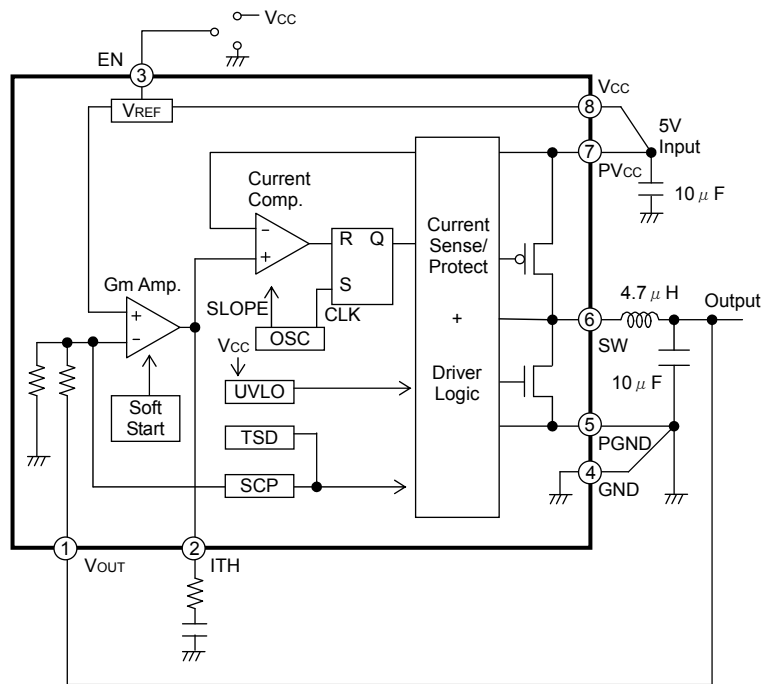 VCC
EN
3
VCC
VREF
8
5V
Input
7
PVCC
10 μF
Current
Comp.
-
+
R Q
S
Current
Sense/
Protect
+
Driver
Logic
Gm Amp.
+
-
SLOPE
OSC
CLK
4.7 μH
Output
6
SW
VCC
UVLO
10 μF
Soft
Start
TSD
SCP
5
PGND
4
GND
1
VOUT
2
ITH